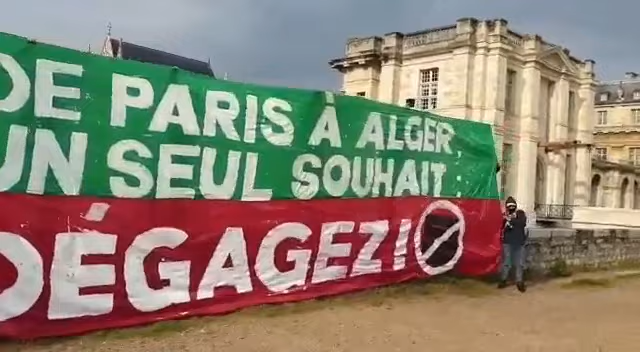 DE PARIS À ALGER,
UN SEUL SOUHAIT :
DÉGAGEZ !